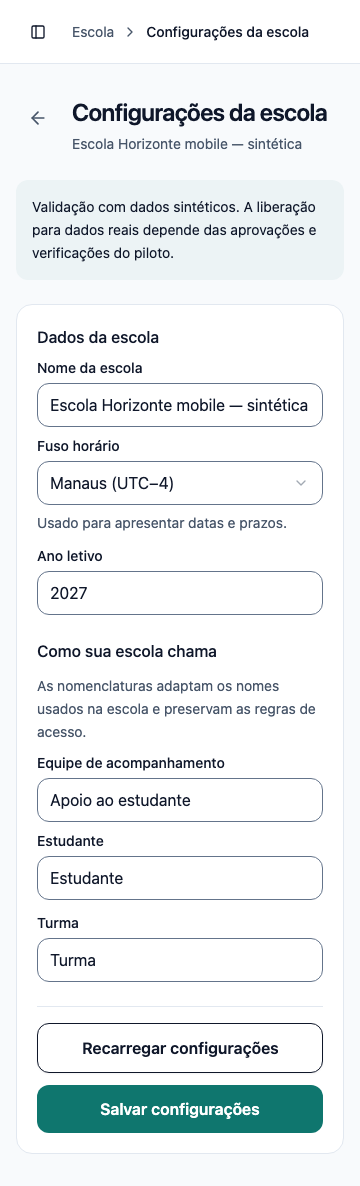 Escola > Configurações da escola
Configurações da escola
Escola Horizonte mobile — sintética
Validação com dados sintéticos. A liberação
para dados reais depende das aprovações e
verificações do piloto.
Dados da escola
Nome da escola
Escola Horizonte mobile — sintética
Fuso horário
Manaus (UTC−4)
Usado para apresentar datas e prazos.
Ano letivo
2027
Como sua escola chama
As nomenclaturas adaptam os nomes
usados na escola e preservam as regras de
acesso.
Equipe de acompanhamento
Apoio ao estudante
Estudante
Estudante
Turma
Turma
Recarregar configurações
Salvar configurações